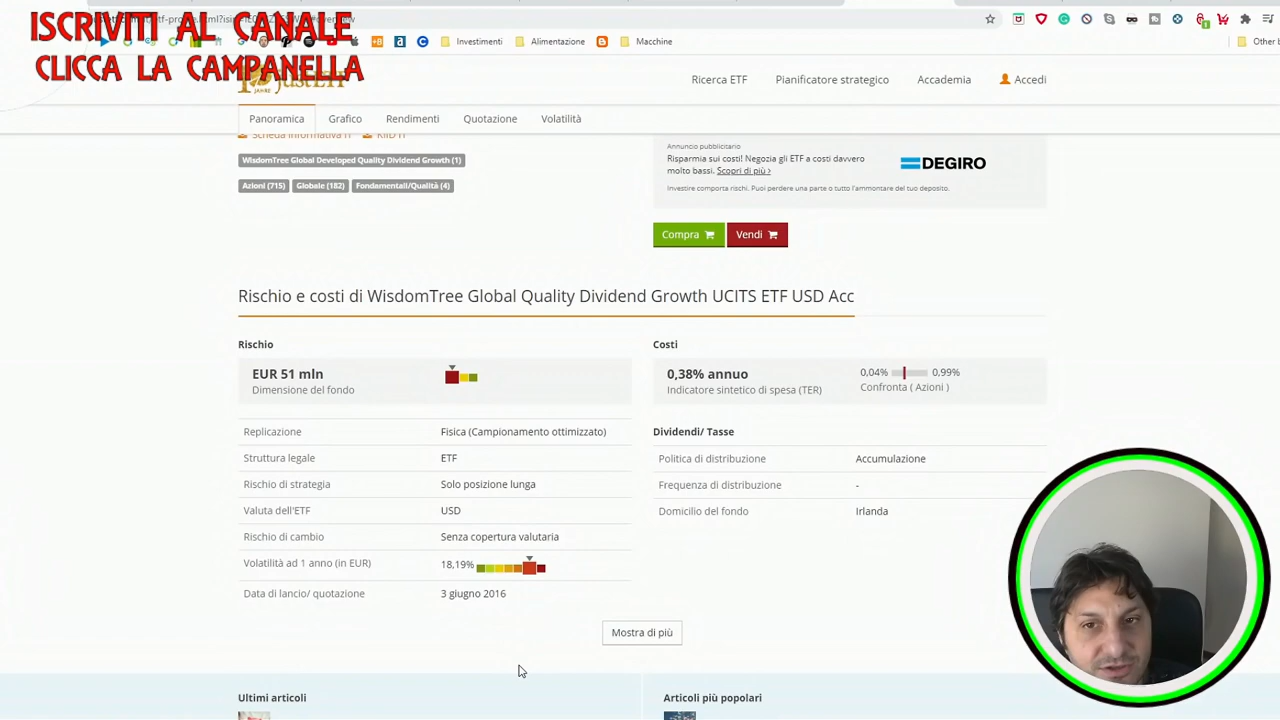 ISCRIVITI AL CANALE
CLICCA LA CAMPANELLA
Investimenti
Alimentazione
Macchine
Other b
justETF
Ricerca ETF
Pianificatore strategico
Accademia
Accedi
Panoramica
Grafico
Rendimenti
Quotazione
Volatilità
Scheda informativa IT
KIID IT
WisdomTree Global Developed Quality Dividend Growth (1)
Azioni (715)
Globale (182)
Fondamentali/Qualità (4)
Annuncio pubblicitario
Risparmia sui costi! Negozia gli ETF a costi davvero
molto bassi. Scopri di più ›
DEGIRO
Investire comporta rischi. Puoi perdere una parte o tutto l'ammontare del tuo deposito.
Compra
Vendi
Rischio e costi di WisdomTree Global Quality Dividend Growth UCITS ETF USD Acc
Rischio
EUR 51 mln
Dimensione del fondo
Replicazione Fisica (Campionamento ottimizzato)
Struttura legale ETF
Rischio di strategia Solo posizione lunga
Valuta dell'ETF USD
Rischio di cambio Senza copertura valutaria
Volatilità ad 1 anno (in EUR) 18,19%
Data di lancio/ quotazione 3 giugno 2016
Costi
0,38% annuo
Indicatore sintetico di spesa (TER)
0,04% 0,99%
Confronta ( Azioni )
Dividendi/ Tasse
Politica di distribuzione Accumulazione
Frequenza di distribuzione -
Domicilio del fondo Irlanda
Mostra di più
Ultimi articoli
Articoli più popolari